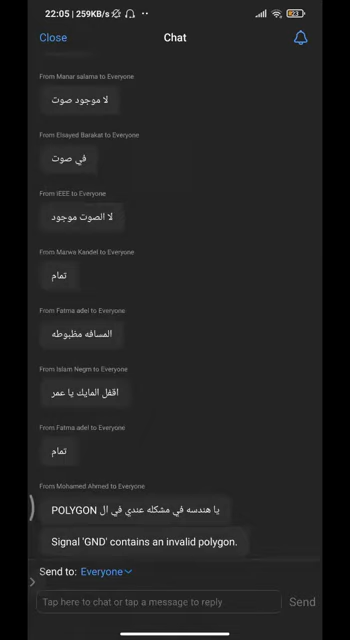 22:05 | 259KB/s
23
Close
Chat
From Manar salama to Everyone
لا موجود صوت
From Elsayed Barakat to Everyone
في صوت
From IEEE to Everyone
لا الصوت موجود
From Marwa Kandel to Everyone
تمام
From Fatma adel to Everyone
المسافه مظبوطه
From Islam Negm to Everyone
اقفل المايك يا عمر
From Fatma adel to Everyone
تمام
From Mohamed Ahmed to Everyone
يا هندسه في مشكله عندي في ال POLYGON
Signal 'GND' contains an invalid polygon.
Send to: Everyone
Tap here to chat or tap a message to reply
Send